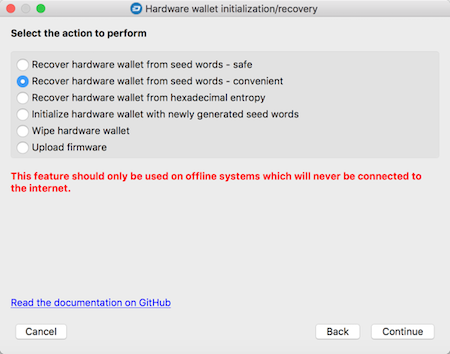 Hardware wallet initialization/recovery
Select the action to perform
Recover hardware wallet from seed words - safe
Recover hardware wallet from seed words - convenient
Recover hardware wallet from hexadecimal entropy
Initialize hardware wallet with newly generated seed words
Wipe hardware wallet
Upload firmware
This feature should only be used on offline systems which will never be connected to
the internet.
Read the documentation on GitHub
Cancel Back Continue